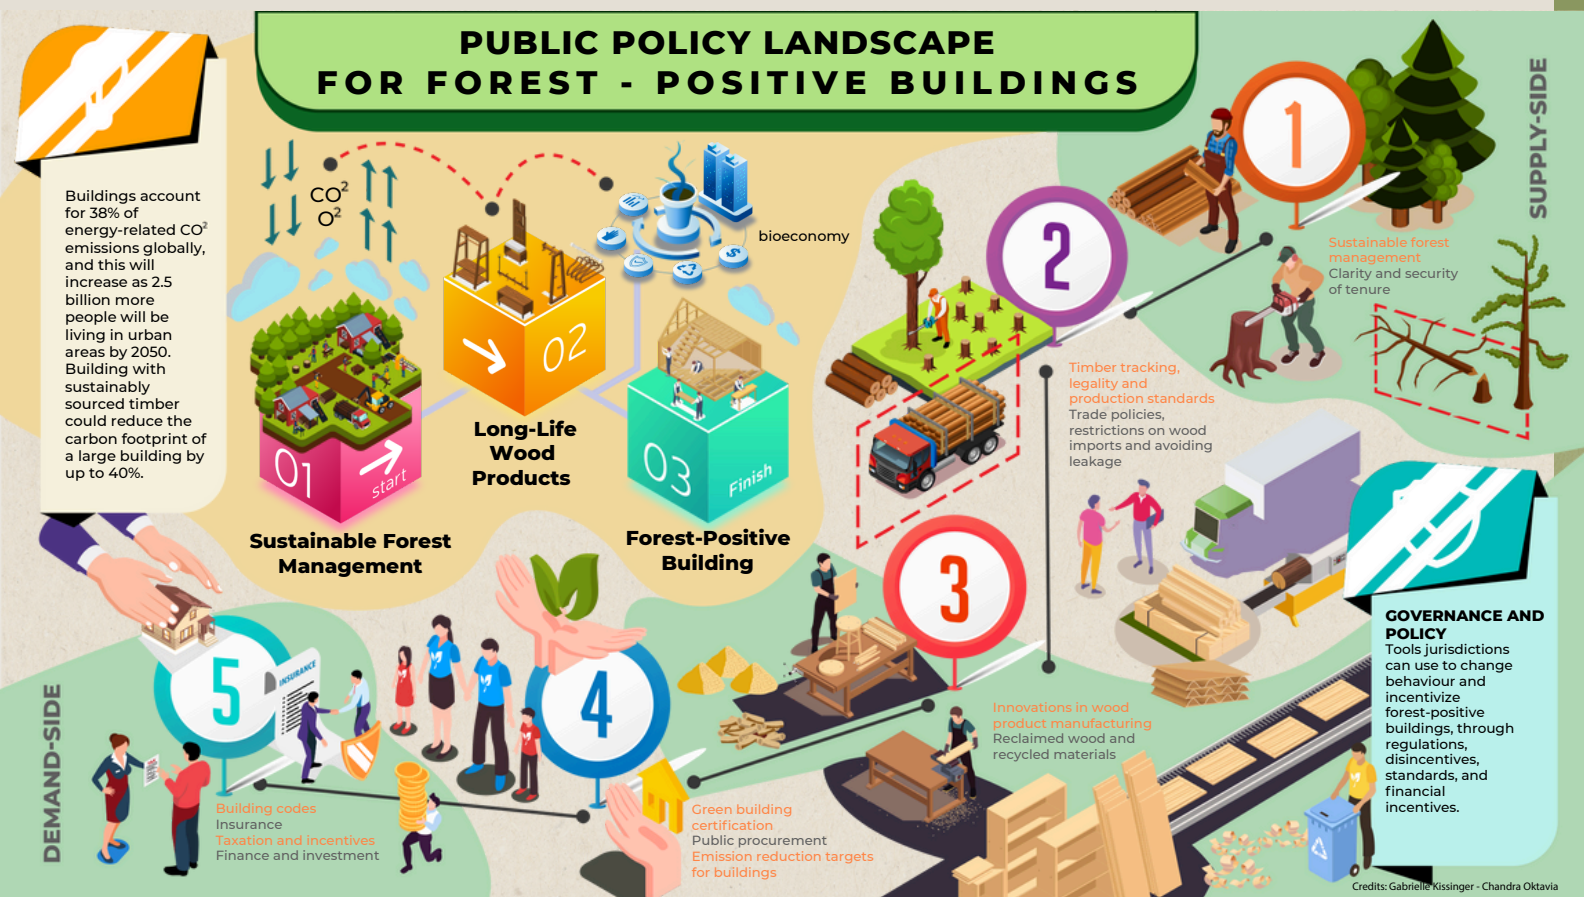 PUBLIC POLICY LANDSCAPE
FOR FOREST - POSITIVE BUILDINGS
Buildings account
for 38% of
energy-related CO²
emissions globally,
and this will
increase as 2.5
billion more
people will be
living in urban
areas by 2050.
Building with
sustainably
sourced timber
could reduce the
carbon footprint of
a large building by
up to 40%.
CO²
O²
bioeconomy
01
start
Sustainable Forest
Management
02
Long-Life
Wood
Products
03
Finish
Forest-Positive
Building
SUPPLY-SIDE
1
Sustainable forest
management
Clarity and security
of tenure
2
Timber tracking,
legality and
production standards
Trade policies,
restrictions on wood
imports and avoiding
leakage
3
Innovations in wood
product manufacturing
Reclaimed wood and
recycled materials
4
Green building
certification
Public procurement
Emission reduction targets
for buildings
5
INSURANCE
Building codes
Insurance
Taxation and incentives
Finance and investment
DEMAND-SIDE
GOVERNANCE AND
POLICY
Tools jurisdictions
can use to change
behaviour and
incentivize
forest-positive
buildings, through
regulations,
disincentives,
standards, and
financial
incentives.
Credits: Gabrielle Kissinger - Chandra Oktavia